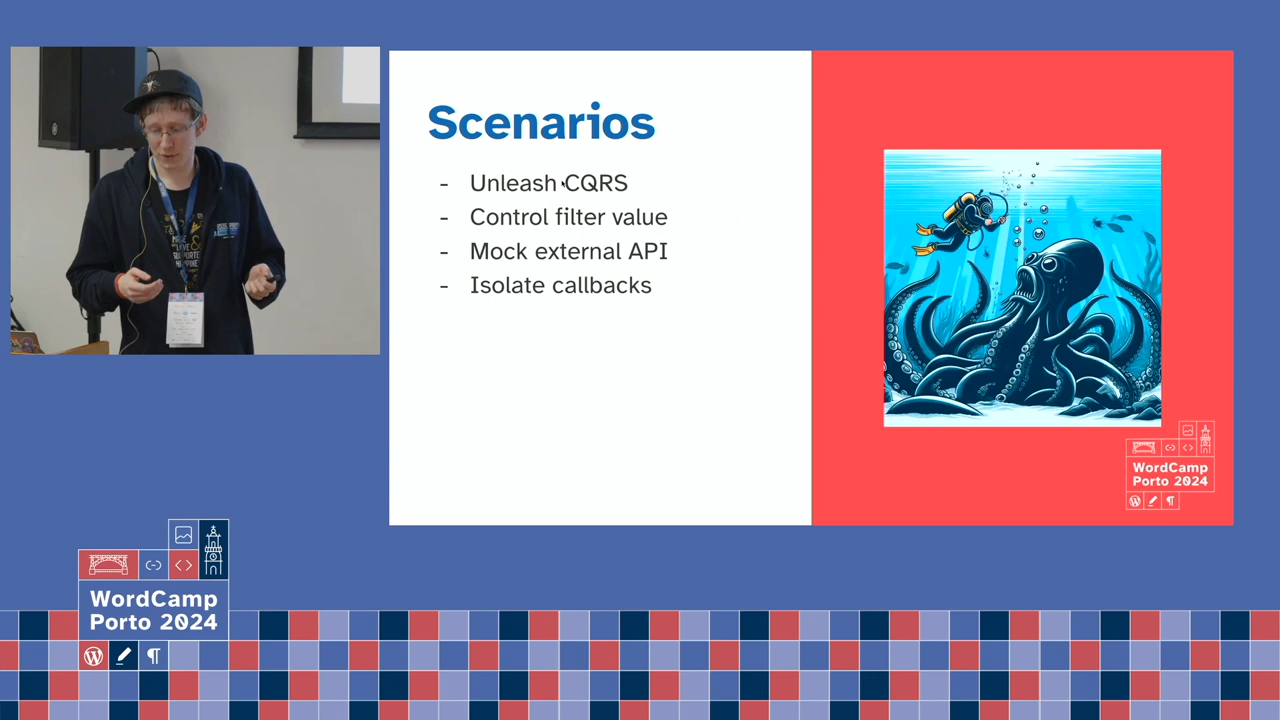 Scenarios
- Unleash CQRS
- Control filter value
- Mock external API
- Isolate callbacks
WordCamp
Porto 2024
WordCamp
Porto 2024